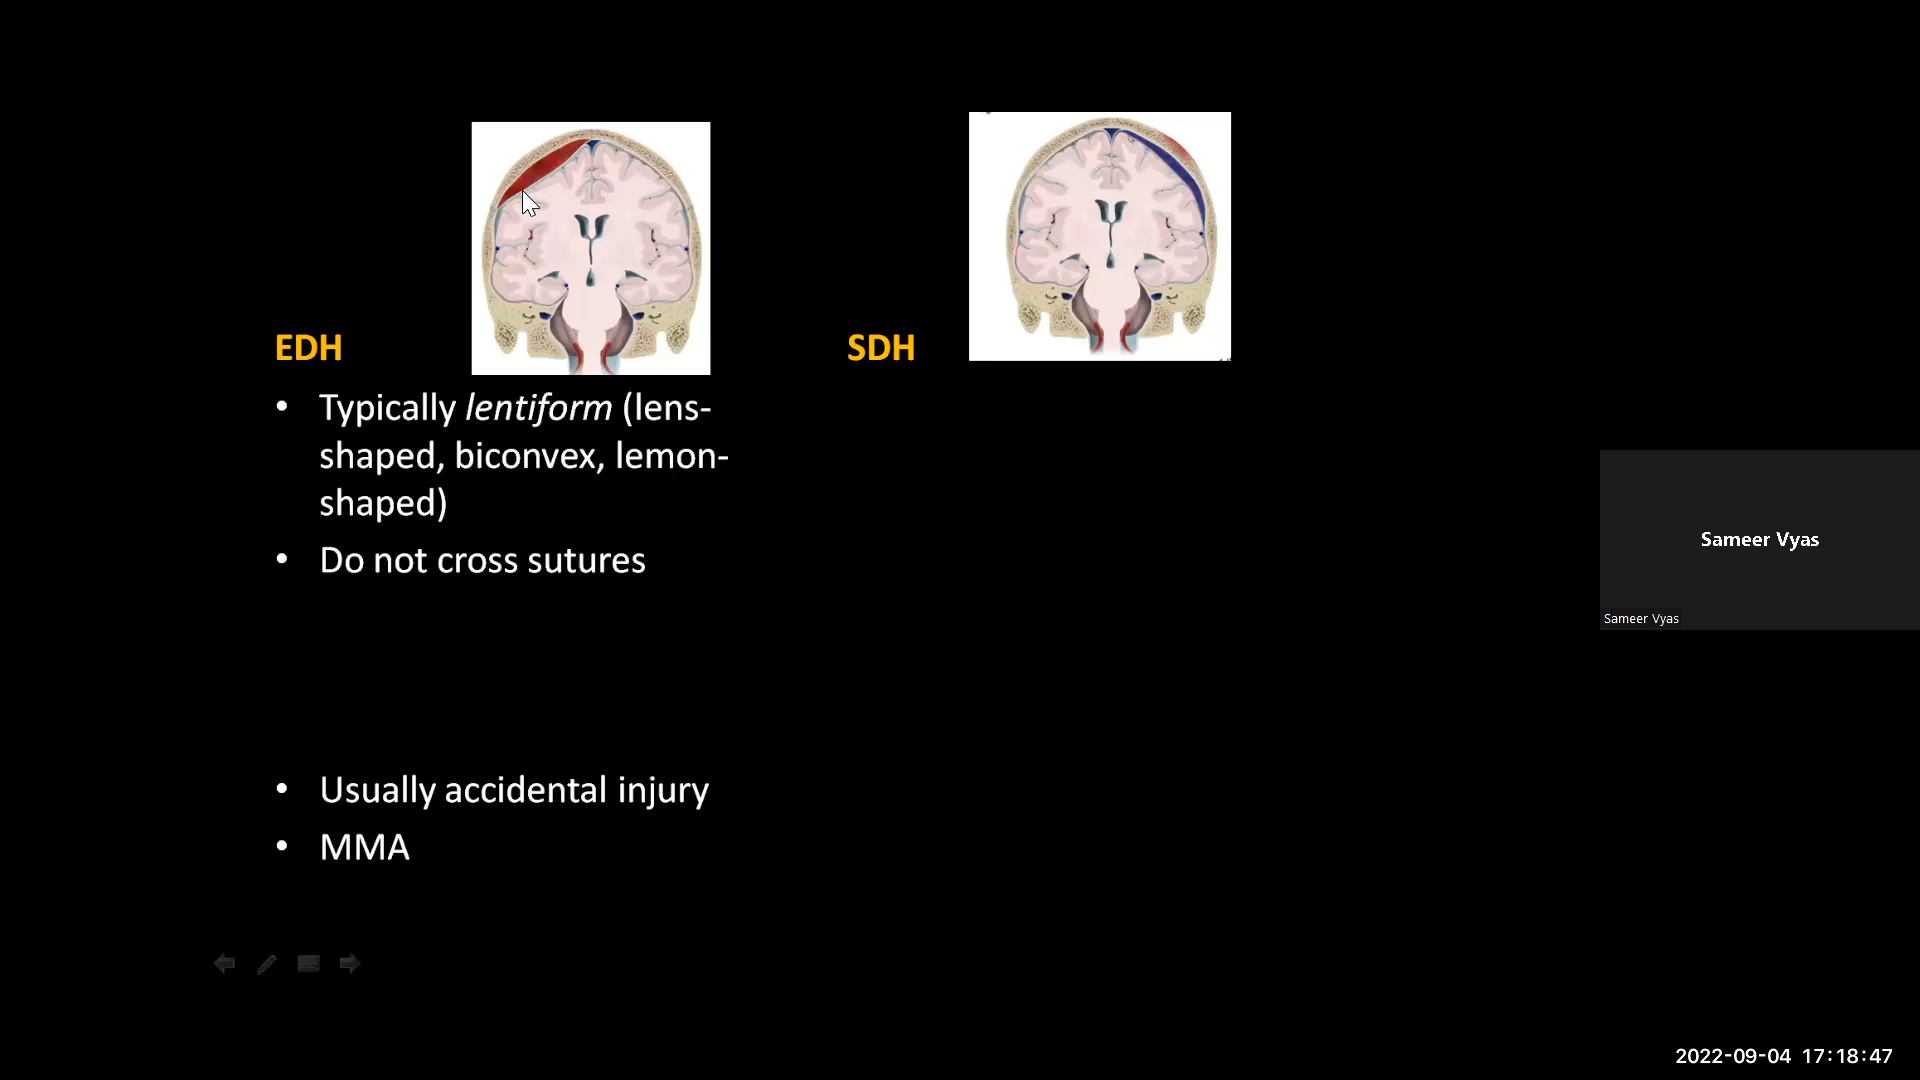 EDH
• Typically lentiform (lens-
shaped, biconvex, lemon-
shaped)
• Do not cross sutures
• Usually accidental injury
• MMA
SDH
Sameer Vyas
Sameer Vyas
2022-09-04 17:18:47